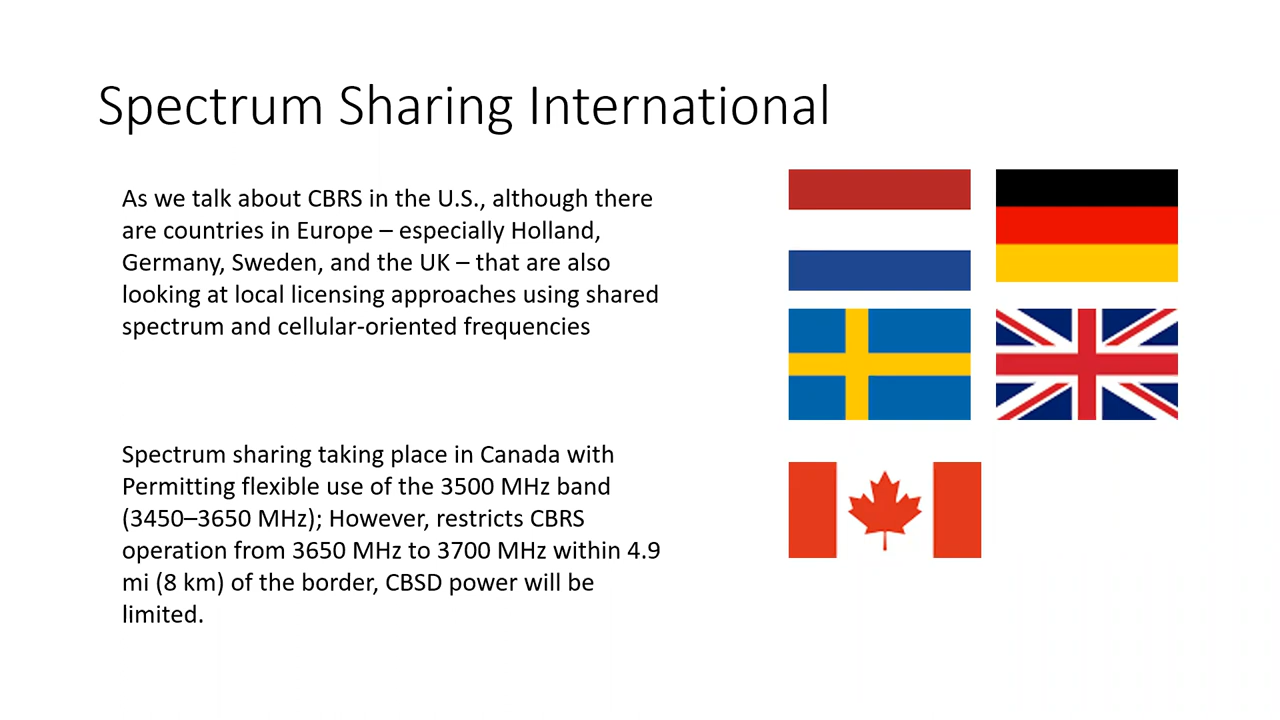 Spectrum Sharing International
As we talk about CBRS in the U.S., although there
are countries in Europe – especially Holland,
Germany, Sweden, and the UK – that are also
looking at local licensing approaches using shared
spectrum and cellular-oriented frequencies
Spectrum sharing taking place in Canada with
Permitting flexible use of the 3500 MHz band
(3450–3650 MHz); However, restricts CBRS
operation from 3650 MHz to 3700 MHz within 4.9
mi (8 km) of the border, CBSD power will be
limited.